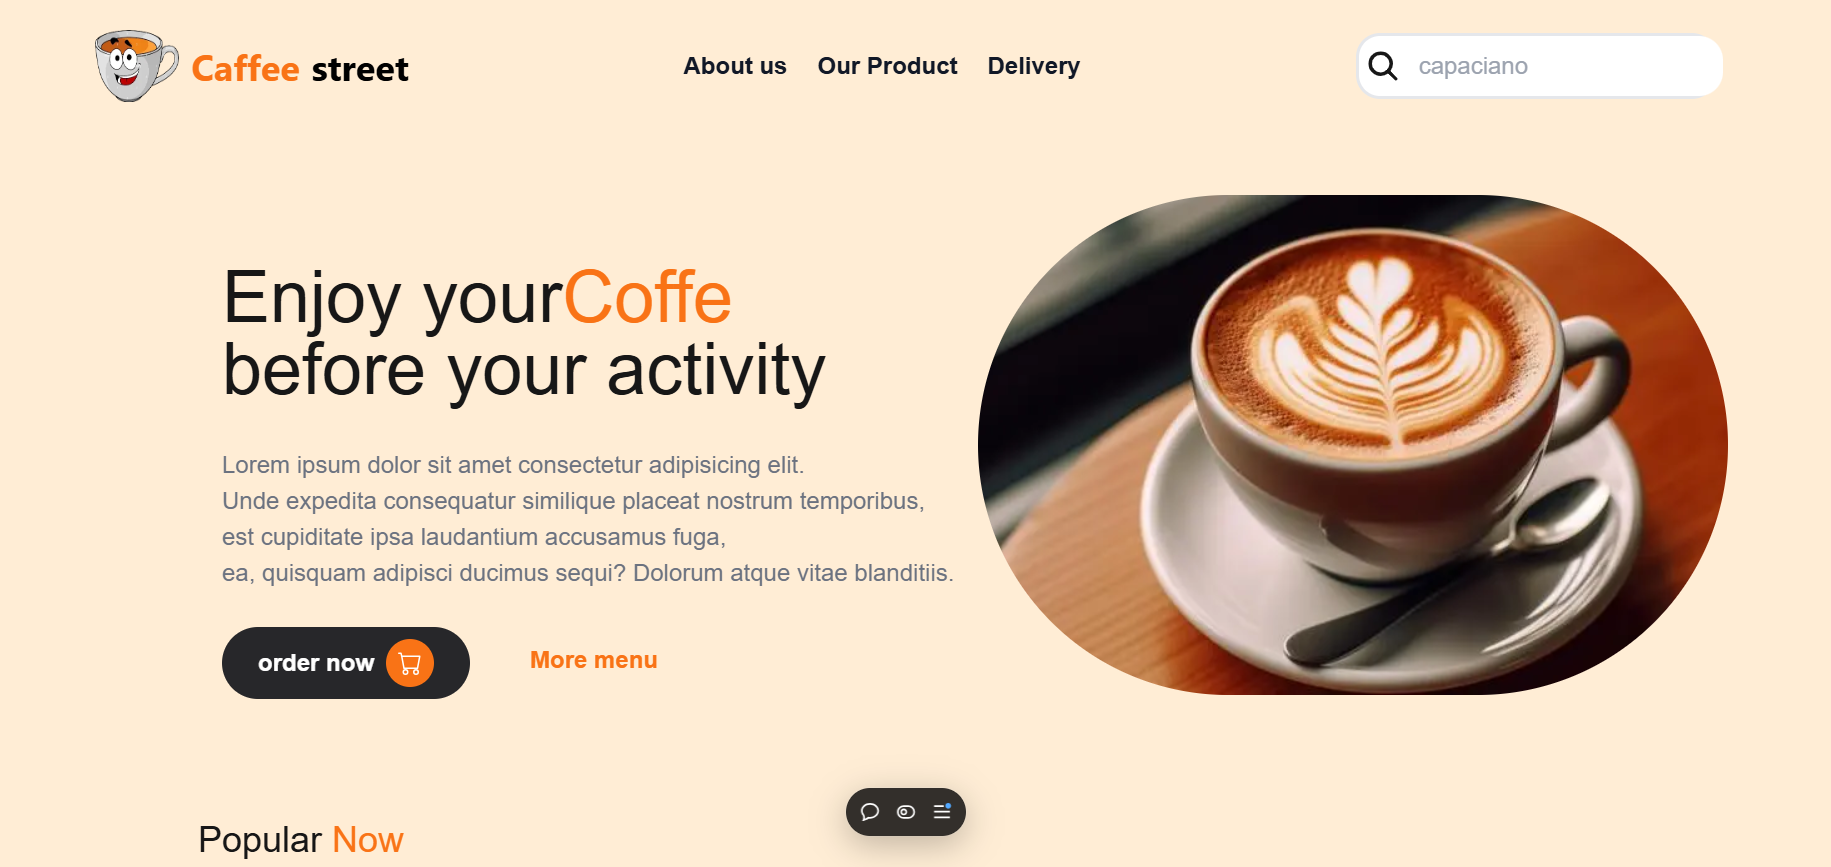 Caffee street
About us
Our Product
Delivery
capaciano
Enjoy yourCoffe
before your activity
Lorem ipsum dolor sit amet consectetur adipisicing elit.
Unde expedita consequatur similique placeat nostrum temporibus,
est cupiditate ipsa laudantium accusamus fuga,
ea, quisquam adipisci ducimus sequi? Dolorum atque vitae blanditiis.
order now
More menu
Popular Now